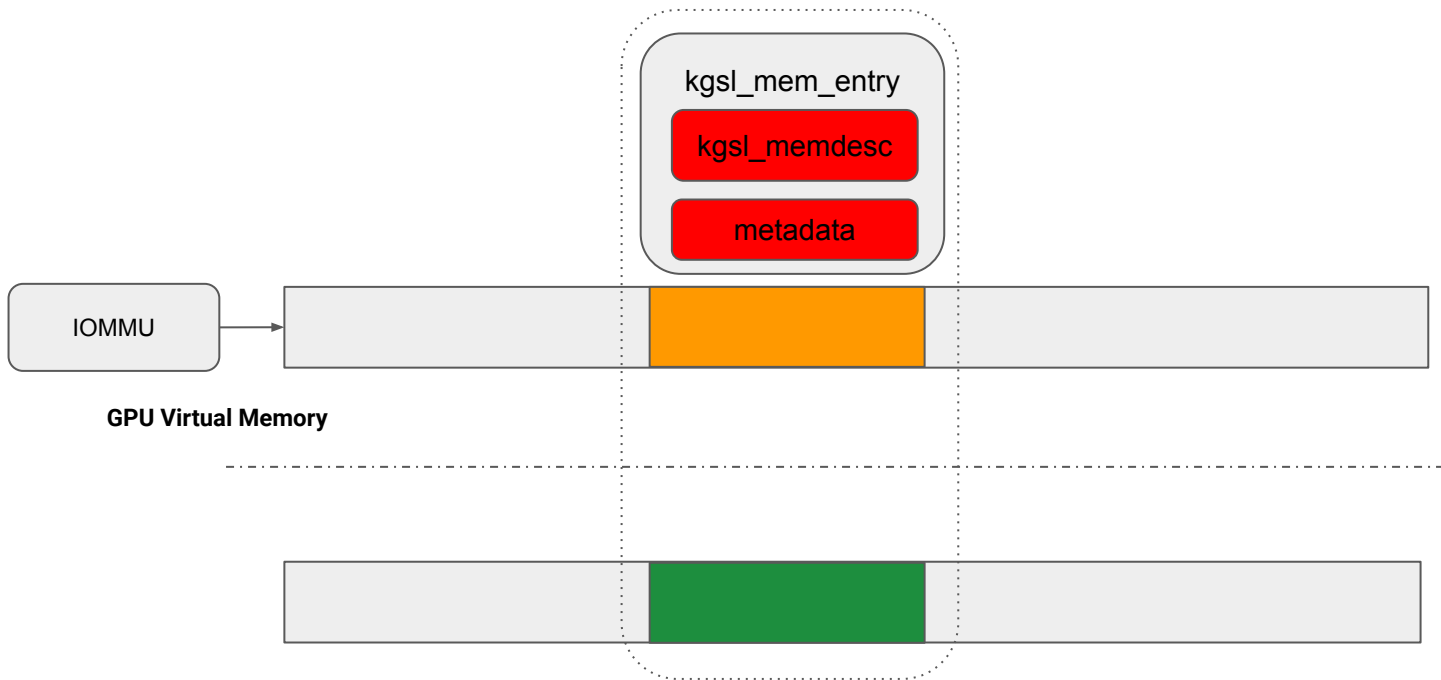 kgsl_mem_entry
kgsl_memdesc
metadata
IOMMU
GPU Virtual Memory